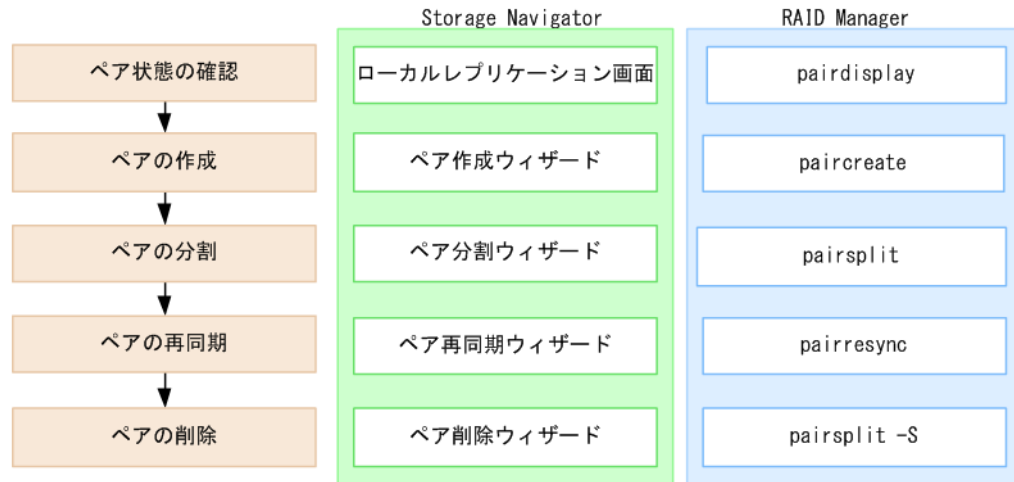 Storage Navigator RAID Manager
ペア状態の確認 ローカルレプリケーション画面 pairdisplay
ペアの作成 ペア作成ウィザード paircreate
ペアの分割 ペア分割ウィザード pairsplit
ペアの再同期 ペア再同期ウィザード pairresync
ペアの削除 ペア削除ウィザード pairsplit -S